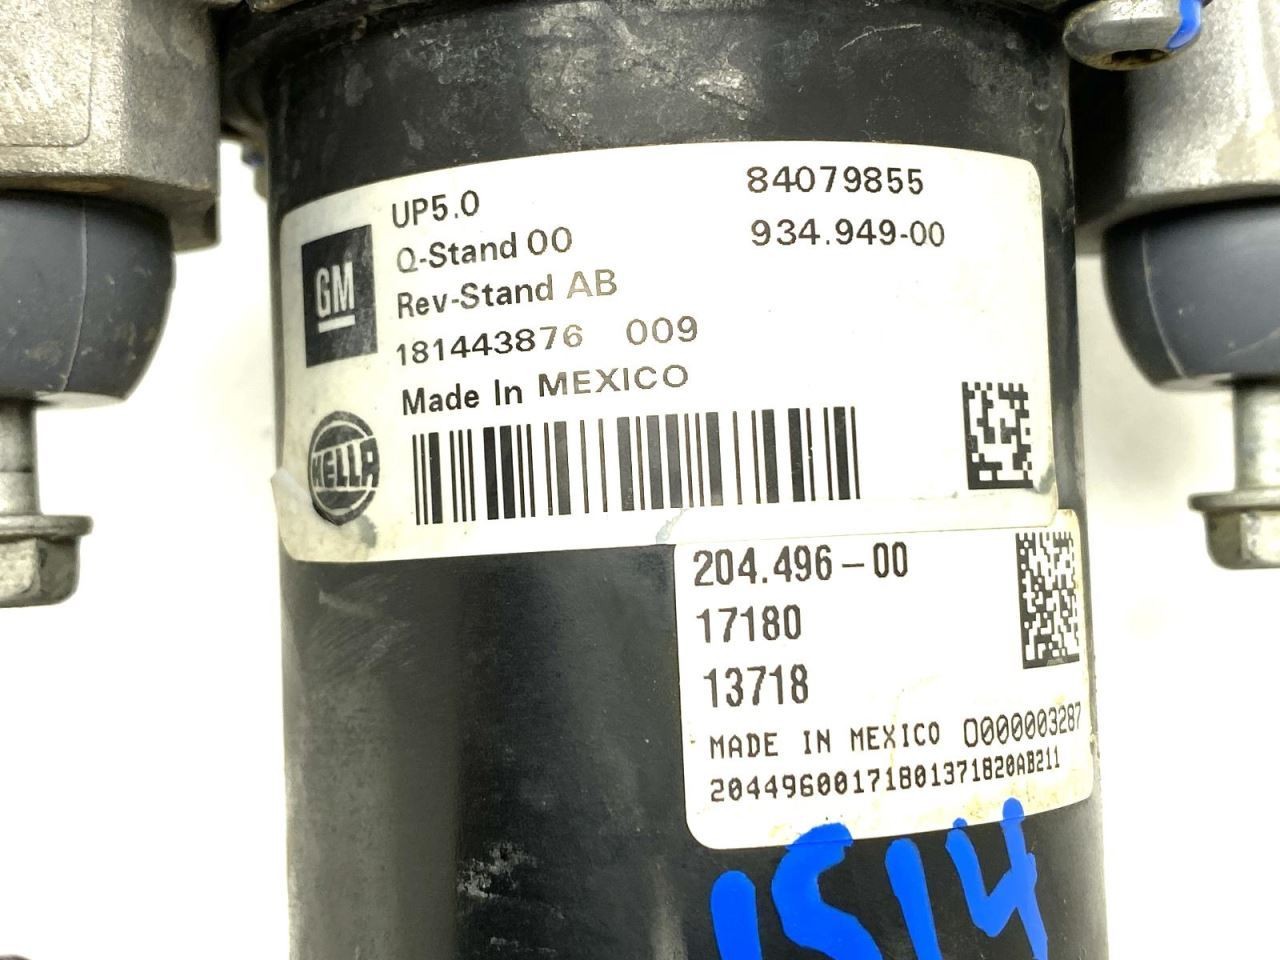 UP5.0
84079855
Q-Stand 00
934.949-00
Rev-Stand AB
GM
181443876 009
Made In MEXICO
HELLA
204.496-00
17180
13718
MADE IN MEXICO 0000003287
20449600171801371820AB211
1514